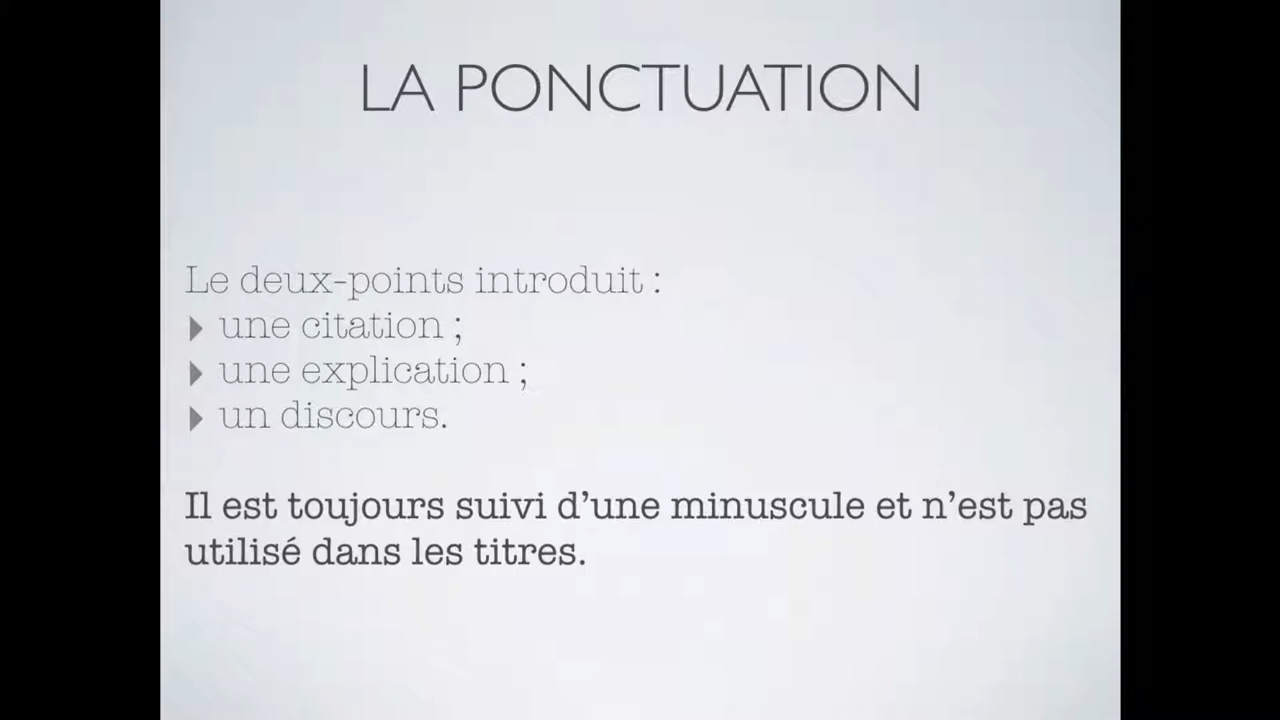 LA PONCTUATION
Le deux-points introduit :
‣ une citation ;
‣ une explication ;
‣ un discours.
Il est toujours suivi d’une minuscule et n’est pas
utilisé dans les titres.